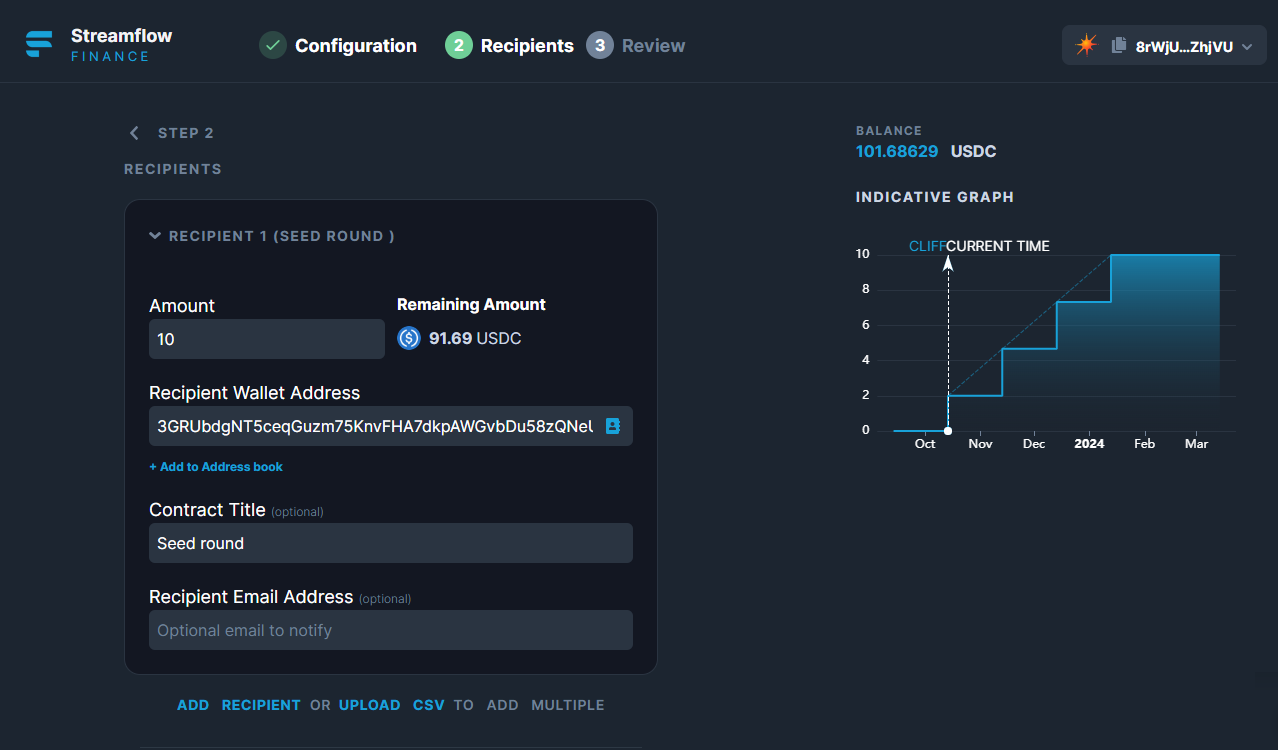 Streamflow
FINANCE
Configuration
2 Recipients
3 Review
8rWjU...ZhjVU
STEP 2
RECIPIENTS
RECIPIENT 1 (SEED ROUND )
Amount
10
Remaining Amount
91.69 USDC
Recipient Wallet Address
3GRUbdgNT5ceqGuzm75KnvFHA7dkpAWGvbDu58zQNeU
+ Add to Address book
Contract Title (optional)
Seed round
Recipient Email Address (optional)
Optional email to notify
ADD RECIPIENT OR UPLOAD CSV TO ADD MULTIPLE
BALANCE
101.68629 USDC
INDICATIVE GRAPH
CLIFF CURRENT TIME
10
8
6
4
2
0
Oct Nov Dec 2024 Feb Mar